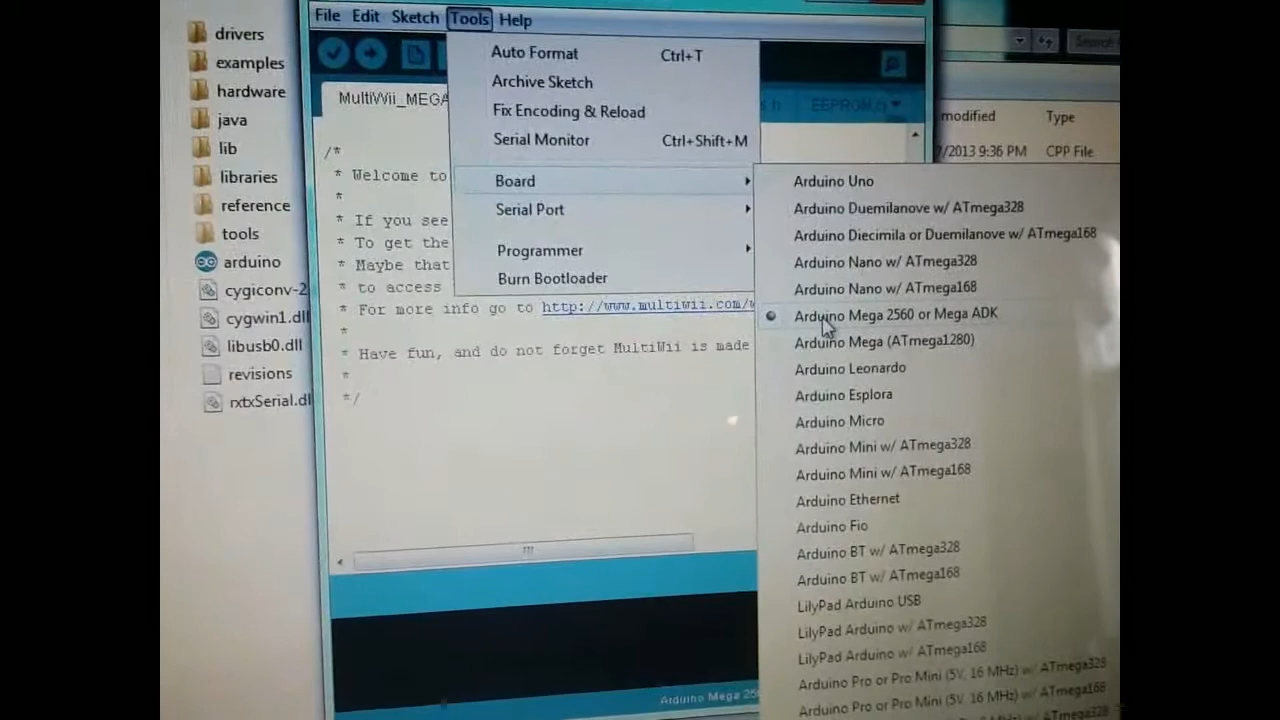 File Edit Sketch Tools Help
drivers
examples
hardware
java
lib
libraries
reference
tools
arduino
cygiconv-2
cygwin1.dll
libusb0.dll
revisions
rxtxSerial.dl
Auto Format Ctrl+T
Archive Sketch
Fix Encoding & Reload
Serial Monitor Ctrl+Shift+M
Board
Serial Port
Programmer
Burn Bootloader
MultiWii_MEGA
EEPROM
/*
* Welcome to
*
* If you see
* To get the
* Maybe that
* to access
* For more info go to http://www.multiwii.com/w
*
* Have fun, and do not forget MultiWii is made
*
*/
modified Type
7/2013 9:36 PM CPP File
Arduino Uno
Arduino Duemilanove w/ ATmega328
Arduino Diecimila or Duemilanove w/ ATmega168
Arduino Nano w/ ATmega328
Arduino Nano w/ ATmega168
Arduino Mega 2560 or Mega ADK
Arduino Mega (ATmega1280)
Arduino Leonardo
Arduino Esplora
Arduino Micro
Arduino Mini w/ ATmega328
Arduino Mini w/ ATmega168
Arduino Ethernet
Arduino Fio
Arduino BT w/ ATmega328
Arduino BT w/ ATmega168
LilyPad Arduino USB
LilyPad Arduino w/ ATmega328
LilyPad Arduino w/ ATmega168
Arduino Pro or Pro Mini (5V, 16 MHz) w/ ATmega328
Arduino Pro or Pro Mini (5V, 16 MHz) w/ ATmega168
Arduino Mega 256